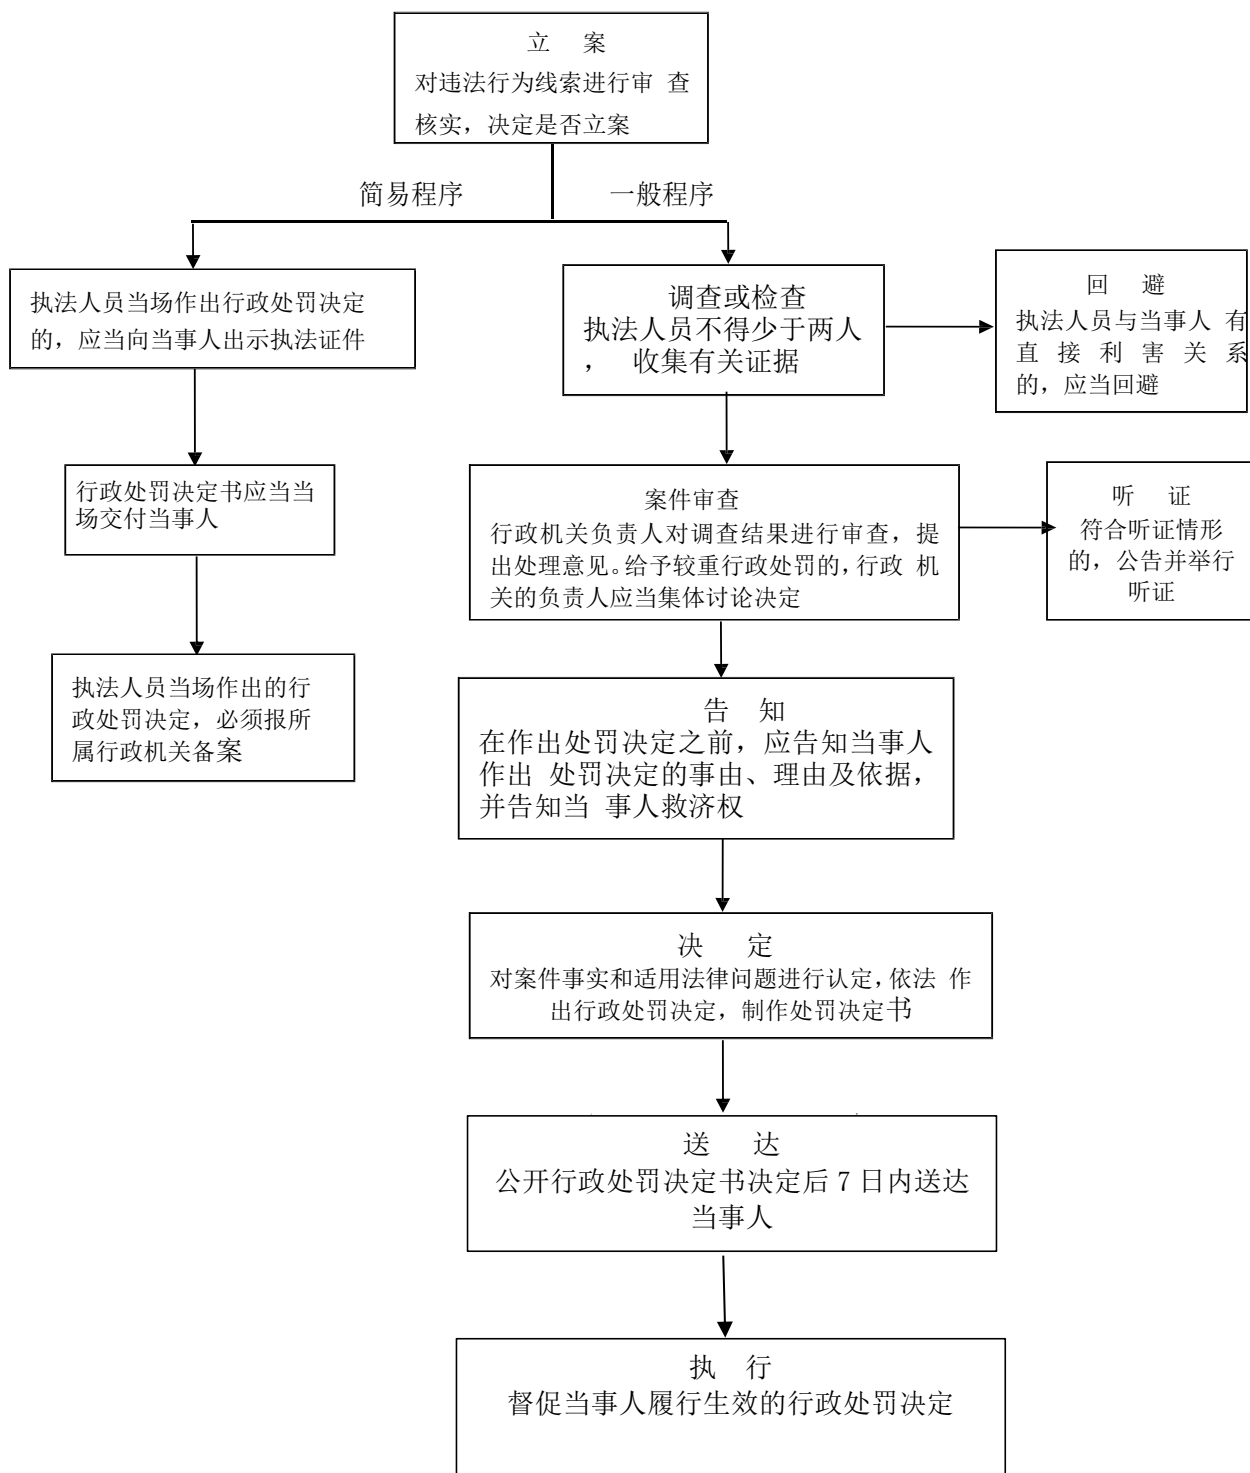 立 案
对违法行为线索进行审 查
核实，决定是否立案
简易程序
一般程序
执法人员当场作出行政处罚决定
的，应当向当事人出示执法证件
调查或检查
执法人员不得少于两人
， 收集有关证据
回 避
执法人员与当事人 有
直 接 利 害 关 系
的，应当回避
行政处罚决定书应当当
场交付当事人
案件审查
行政机关负责人对调查结果进行审查，提
出处理意见。给予较重行政处罚的，行政 机
关的负责人应当集体讨论决定
听 证
符合听证情形
的，公告并举行
听证
执法人员当场作出的行
政处罚决定，必须报所
属行政机关备案
告 知
在作出处罚决定之前，应告知当事人
作出 处罚决定的事由、理由及依据，
并告知当 事人救济权
决 定
对案件事实和适用法律问题进行认定，依法 作
出行政处罚决定，制作处罚决定书
送 达
公开行政处罚决定书决定后 7 日内送达
当事人
执 行
督促当事人履行生效的行政处罚决定